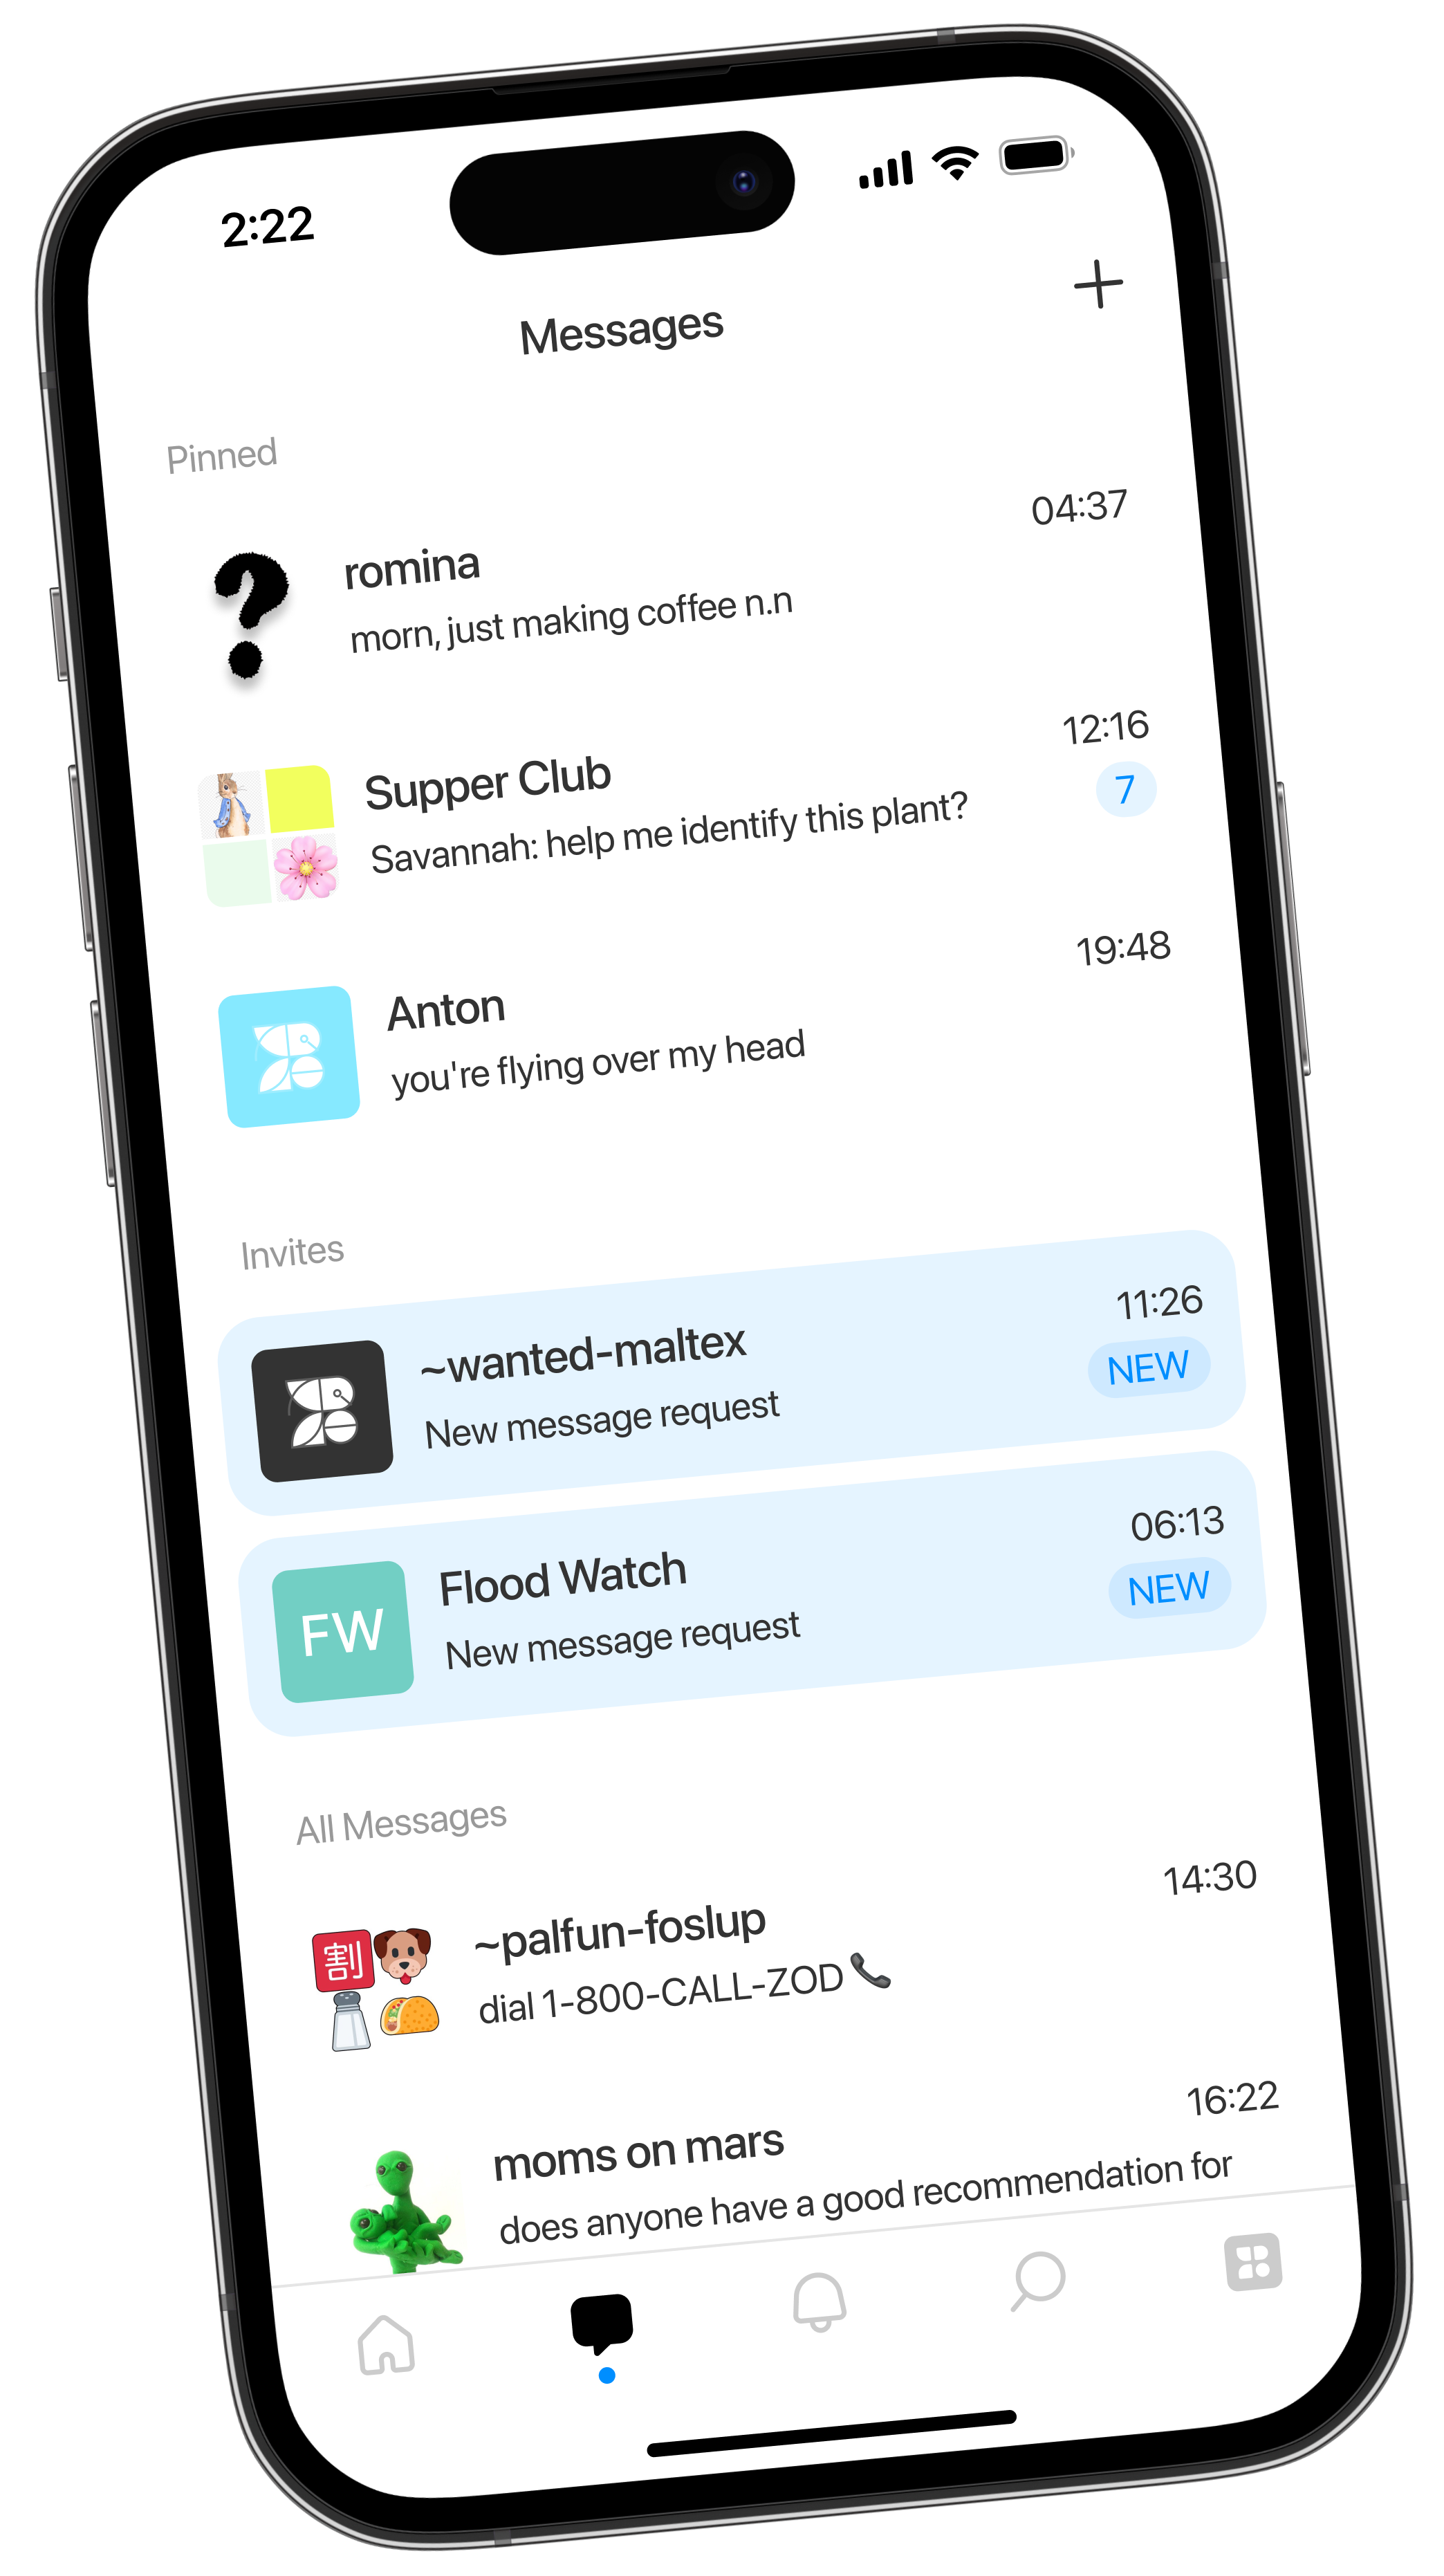 2:22
Messages
Pinned
04:37
romina
morn, just making coffee n.n
12:16
Supper Club
7
Savannah: help me identify this plant?
19:48
Anton
you're flying over my head
Invites
11:26
~wanted-maltex
NEW
New message request
06:13
FW
Flood Watch
NEW
New message request
All Messages
14:30
割
~palfun-foslup
dial 1-800-CALL-ZOD 📞
16:22
moms on mars
does anyone have a good recommendation for